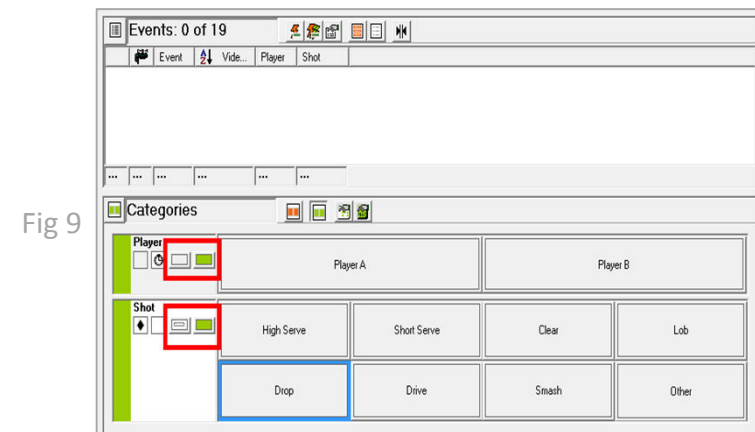 Events: 0 of 19
Event Vide... Player Shot
... ... ... ... ... ...
Fig 9
Categories
Player
Player A Player B
Shot
High Serve Short Serve Clear Lob
Drop Drive Smash Other